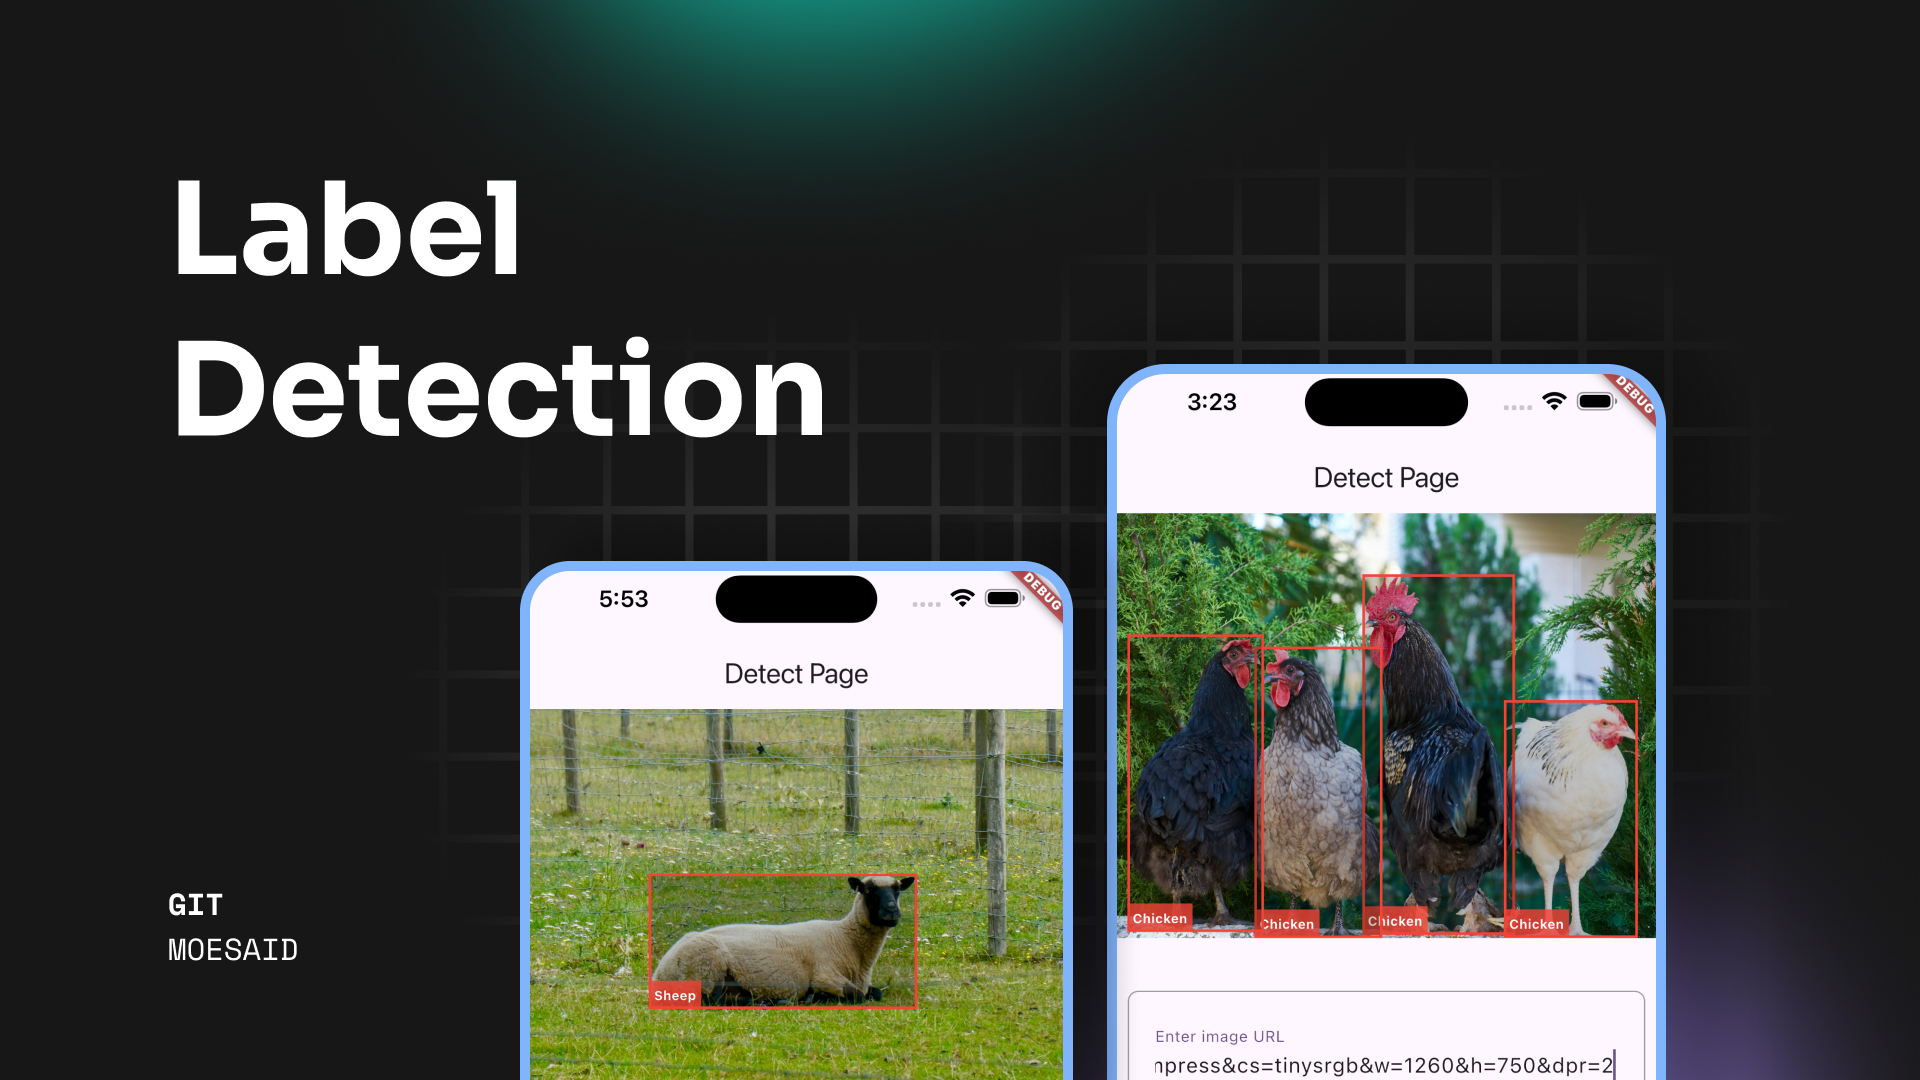 Label
Detection
GIT
MOESAID
5:53
DEBUG
Detect Page
Sheep
3:23
DEBUG
Detect Page
Chicken
Chicken
Chicken
Chicken
Enter image URL
press&cs=tinysrgb&w=1260&h=750&dpr=2